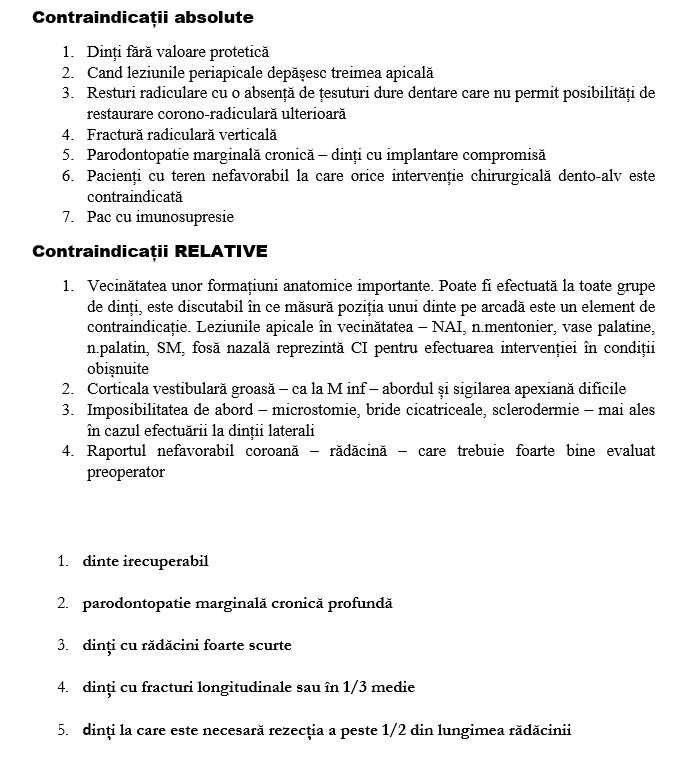 Contraindicații absolute
1. Dinți fără valoare protetică
2. Cand leziunile periapicale depășesc treimea apicală
3. Resturi radiculare cu o absență de țesuturi dure dentare care nu permit posibilități de
restaurare corono-radiculară ulterioară
4. Fractură radiculară verticală
5. Parodontopatie marginală cronică – dinți cu implantare compromisă
6. Pacienți cu teren nefavorabil la care orice intervenție chirurgicală dento-alv este
contraindicată
7. Pac cu imunosupresie
Contraindicații RELATIVE
1. Vecinătatea unor formațiuni anatomice importante. Poate fi efectuată la toate grupe
de dinți, este discutabil în ce măsură poziția unui dinte pe arcadă este un element de
contraindicație. Leziunile apicale în vecinătatea – NAI, n.mentonier, vase palatine,
n.palatin, SM, fosă nazală reprezintă CI pentru efectuarea intervenției în condiții
obișnuite
2. Corticala vestibulară groasă – ca la M inf – abordul și sigilarea apexiană dificile
3. Imposibilitatea de abord – microstomie, bride cicatriceale, sclerodermie – mai ales
în cazul efectuării la dinții laterali
4. Raportul nefavorabil coroană – rădăcină – care trebuie foarte bine evaluat
preoperator
1. dinte irecuperabil
2. parodontopatie marginală cronică profundă
3. dinți cu rădăcini foarte scurte
4. dinți cu fracturi longitudinale sau în 1/3 medie
5. dinți la care este necesară rezecția a peste 1/2 din lungimea rădăcinii